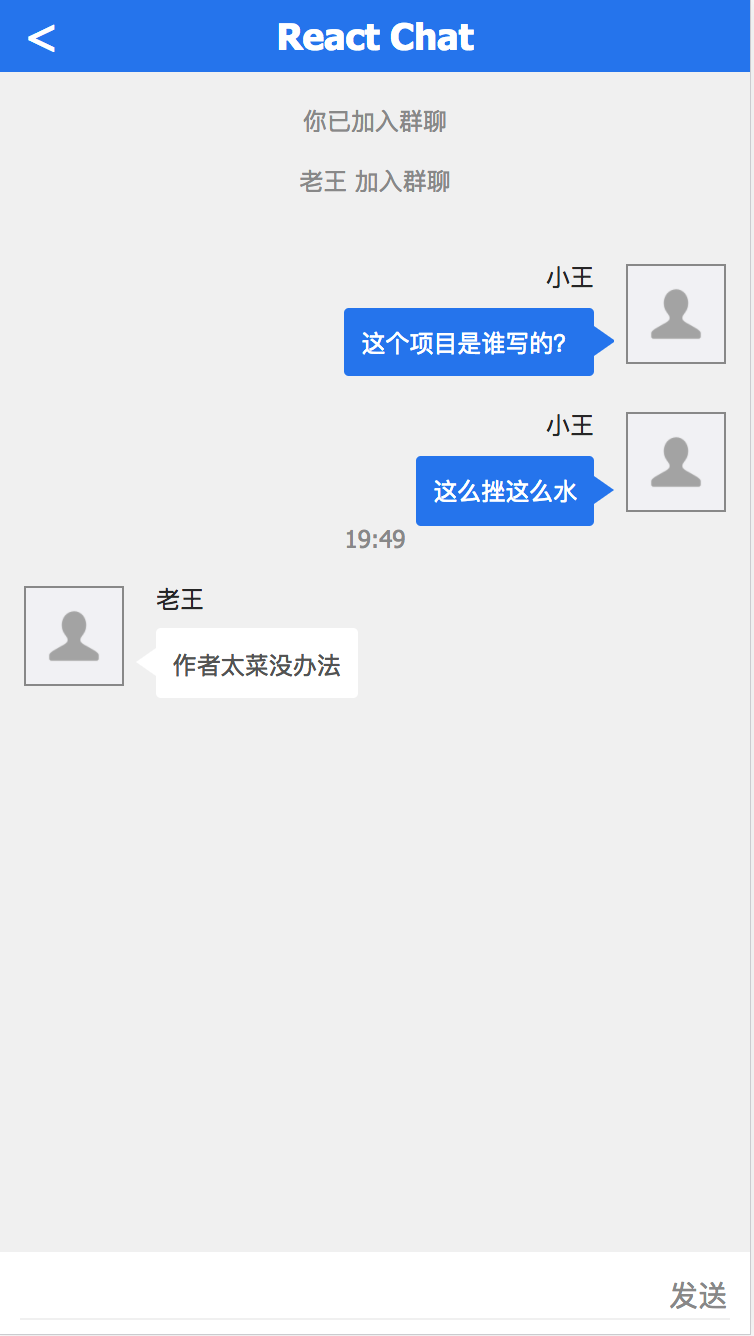 < React Chat
你已加入群聊
老王 加入群聊
小王
这个项目是谁写的?
小王
这么挫这么水
19:49
老王
作者太菜没办法
发送